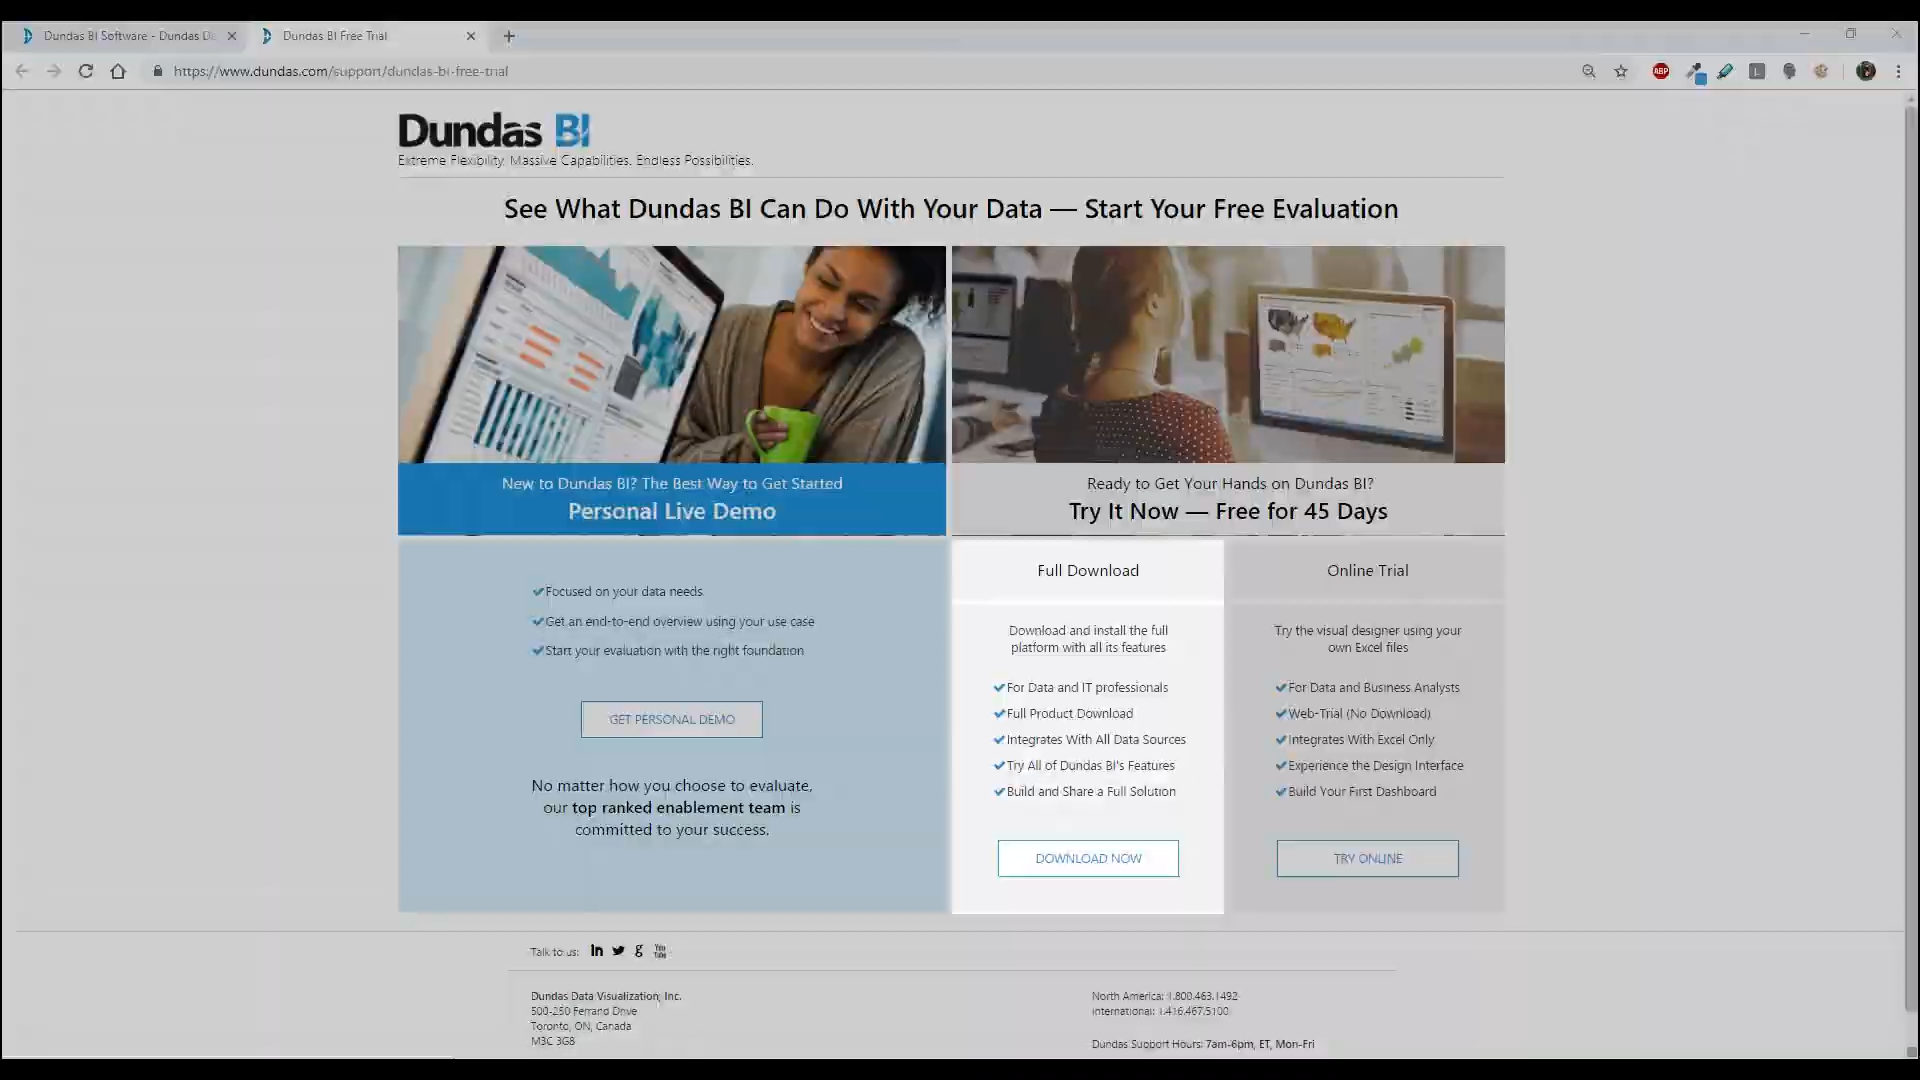 Dundas BI Software - Dundas D
Dundas BI Free Trial
https://www.dundas.com/support/dundas-bi-free-trial
ABP
L
Dundas BI
Extreme Flexibility. Massive Capabilities. Endless Possibilities.
See What Dundas BI Can Do With Your Data — Start Your Free Evaluation
New to Dundas BI? The Best Way to Get Started
Personal Live Demo
Focused on your data needs
Get an end-to-end overview using your use case
Start your evaluation with the right foundation
GET PERSONAL DEMO
No matter how you choose to evaluate,
our top ranked enablement team is
committed to your success.
Ready to Get Your Hands on Dundas BI?
Try It Now — Free for 45 Days
Full Download
Download and install the full
platform with all its features
For Data and IT professionals
Full Product Download
Integrates With All Data Sources
Try All of Dundas BI's Features
Build and Share a Full Solution
DOWNLOAD NOW
Online Trial
Try the visual designer using your
own Excel files
For Data and Business Analysts
Web-Trial (No Download)
Integrates With Excel Only
Experience the Design Interface
Build Your First Dashboard
TRY ONLINE
Talk to us:
in
g
You
Tube
Dundas Data Visualization, Inc.
500-250 Ferrand Drive
Toronto, ON, Canada
M3C 3G8
North America: 1.800.463.1492
International: 1.416.467.5100
Dundas Support Hours: 7am-6pm, ET, Mon-Fri